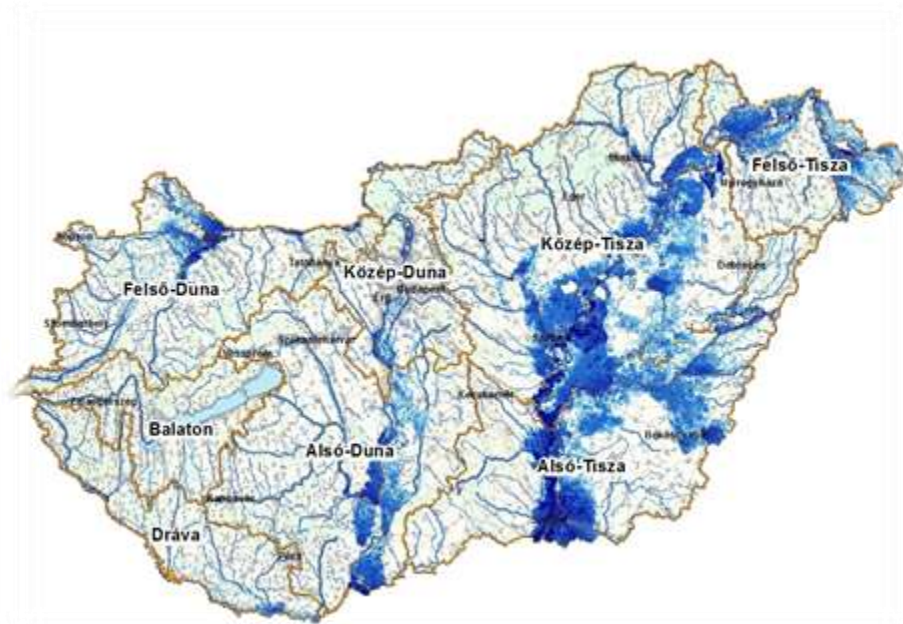 Felső-Tisza
Miskolc
Nyíregyháza
Eger
Közép-Tisza
Debrecen
Tatabánya
Közép-Duna
Budapest
Érd
Felső-Duna
Szombathely
Székesfehérvár
Veszprém
Szolnok
Kecskemét
Zalaegerszeg
Balaton
Alsó-Duna
Békéscsaba
Alsó-Tisza
Kaposvár
Dráva
Pécs